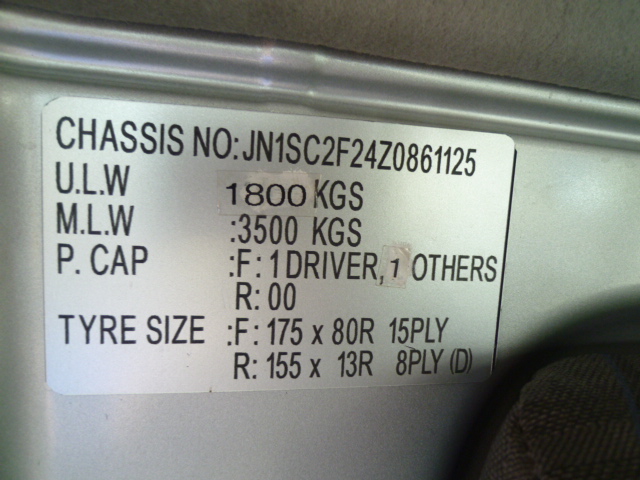 CHASSIS NO:JN1SC2F24Z0861125
U.L.W 1800 KGS
M.L.W :3500 KGS
P. CAP :F: 1 DRIVER, 1 OTHERS
R: 00
TYRE SIZE :F: 175 x 80R 15PLY
R: 155 x 13R 8PLY (D)